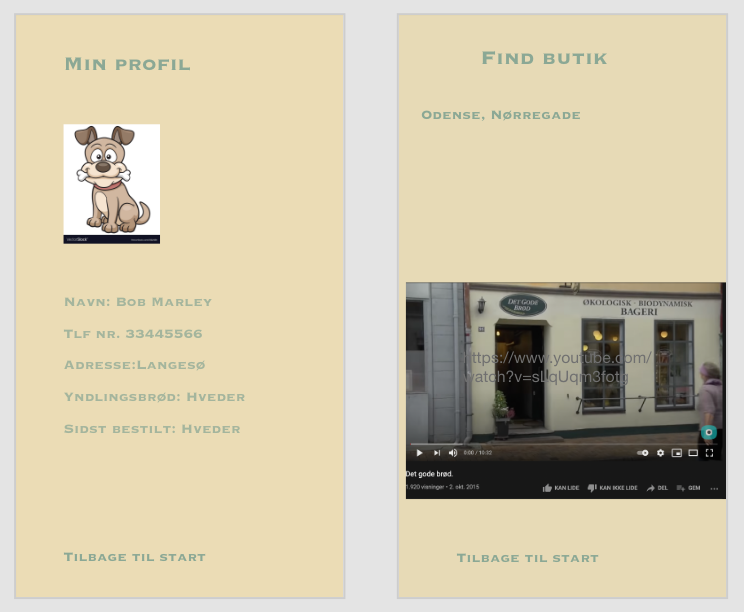 Min profil
Navn: Bob Marley
Tlf nr. 33445566
Adresse:Langesø
Yndlingsbrød: Hveder
Sidst bestilt: Hveder
Tilbage til start
Find butik
Odense, Nørregade
DET GODE BRØD
ØKOLOGISK - BIODYNAMISK
BAGERI
https://www.youtube.com/
0:00 / 10:32
Det gode brød.
1.920 visninger • 2. okt. 2015
KAN LIDE
KAN IKKE LIDE
DEL
GEM
Tilbage til start